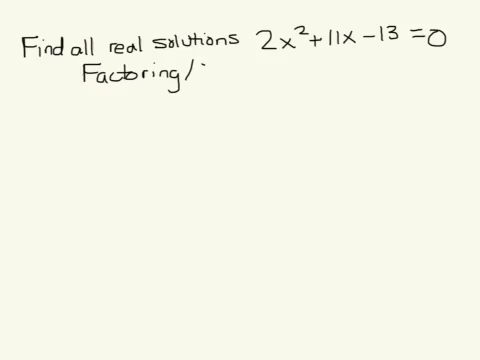 Find all real solutions 2x²+11x-13=0
Factoring/